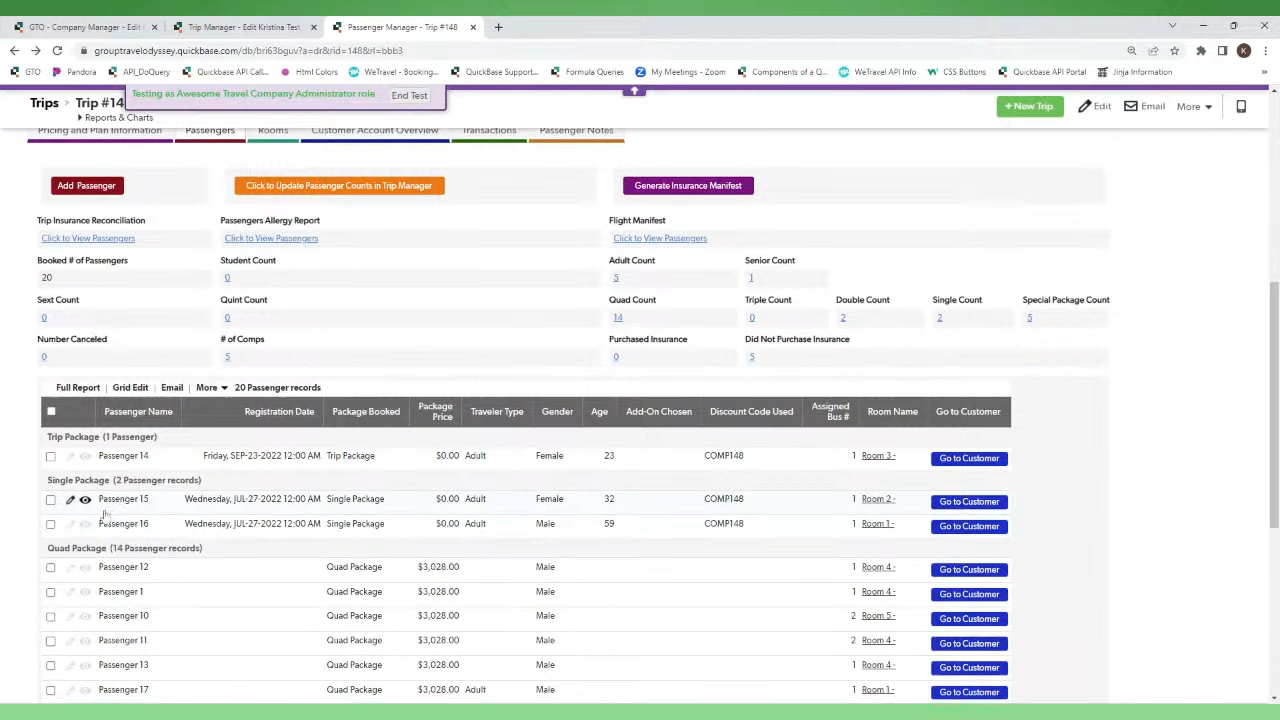 GTO - Company Manager - Edit
Trip Manager - Edit Kristina Test
Passenger Manager - Trip #148
grouptravelodyssey.quickbase.com/db/bri63bguv?a=dr&rid=148&rl=bbb3
K
GTO
Pandora
API_DoQuery
Quickbase API Call...
Html Colors
WeTravel - Booking...
QuickBase Support...
Formula Queries
My Meetings - Zoom
Components of a Q...
WeTravel API Info
CSS Buttons
Quickbase API Portal
Jinja Information
Testing as Awesome Travel Company Administrator role
End Test
Trips > Trip #14
Reports & Charts
+ New Trip
Edit
Email
More
Pricing and Plan Information
Passengers
Rooms
Customer Account Overview
Transactions
Passenger Notes
Add Passenger
Click to Update Passenger Counts in Trip Manager
Generate Insurance Manifest
Trip Insurance Reconciliation
Passengers Allergy Report
Flight Manifest
Click to View Passengers
Click to View Passengers
Click to View Passengers
Booked # of Passengers
Student Count
Adult Count
Senior Count
20
0
5
1
Sext Count
Quint Count
Quad Count
Triple Count
Double Count
Single Count
Special Package Count
0
0
14
0
2
2
5
Number Canceled
# of Comps
Purchased Insurance
Did Not Purchase Insurance
0
5
0
5
Full Report | Grid Edit | Email | More 20 Passenger records
Passenger Name Registration Date Package Booked Package Price Traveler Type Gender Age Add-On Chosen Discount Code Used Assigned Bus # Room Name Go to Customer
Trip Package (1 Passenger)
Passenger 14 Friday, SEP-23-2022 12:00 AM Trip Package $0.00 Adult Female 23 COMP148 1 Room 3 - Go to Customer
Single Package (2 Passenger records)
Passenger 15 Wednesday, JUL-27-2022 12:00 AM Single Package $0.00 Adult Female 32 COMP148 1 Room 2 - Go to Customer
Passenger 16 Wednesday, JUL-27-2022 12:00 AM Single Package $0.00 Adult Male 59 COMP148 1 Room 1 - Go to Customer
Quad Package (14 Passenger records)
Passenger 12 Quad Package $3,028.00 Male 1 Room 4 - Go to Customer
Passenger 1 Quad Package $3,028.00 Male 1 Room 4 - Go to Customer
Passenger 10 Quad Package $3,028.00 Male 2 Room 5 - Go to Customer
Passenger 11 Quad Package $3,028.00 Male 2 Room 4 - Go to Customer
Passenger 13 Quad Package $3,028.00 Male 1 Room 4 - Go to Customer
Passenger 17 Quad Package $3,028.00 Adult Male 1 Room 1 - Go to Customer